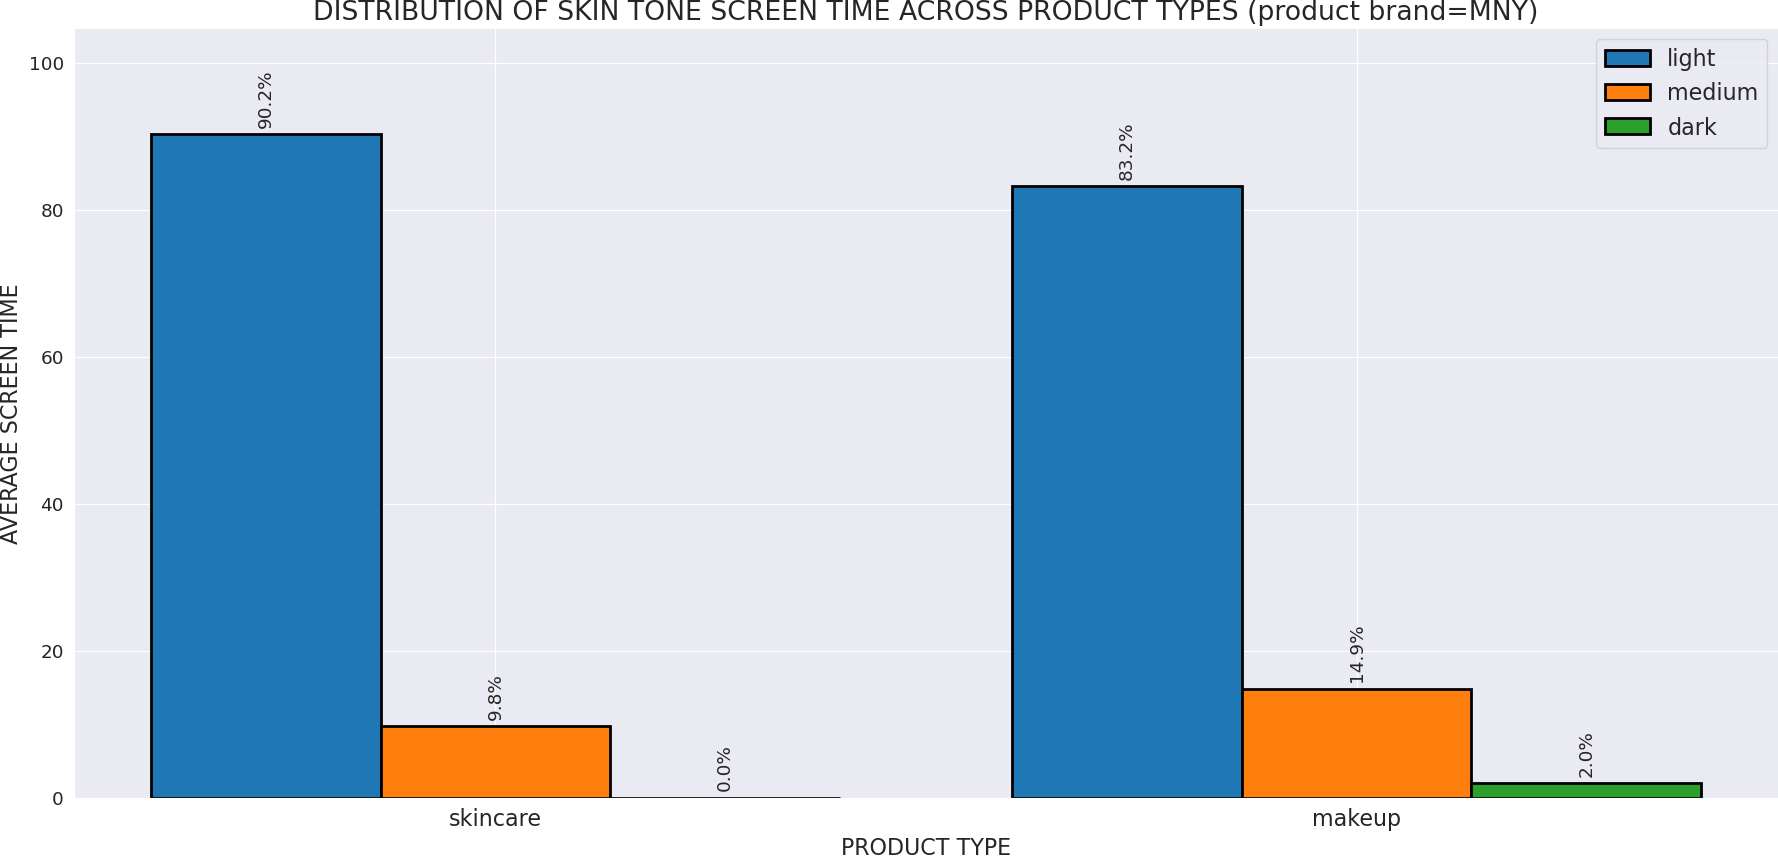 DISTRIBUTION OF SKIN TONE SCREEN TIME ACROSS PRODUCT TYPES (product brand=MNY)
light
medium
dark
AVERAGE SCREEN TIME
100
80
60
40
20
0
90.2%
9.8%
0.0%
83.2%
14.9%
2.0%
skincare
makeup
PRODUCT TYPE